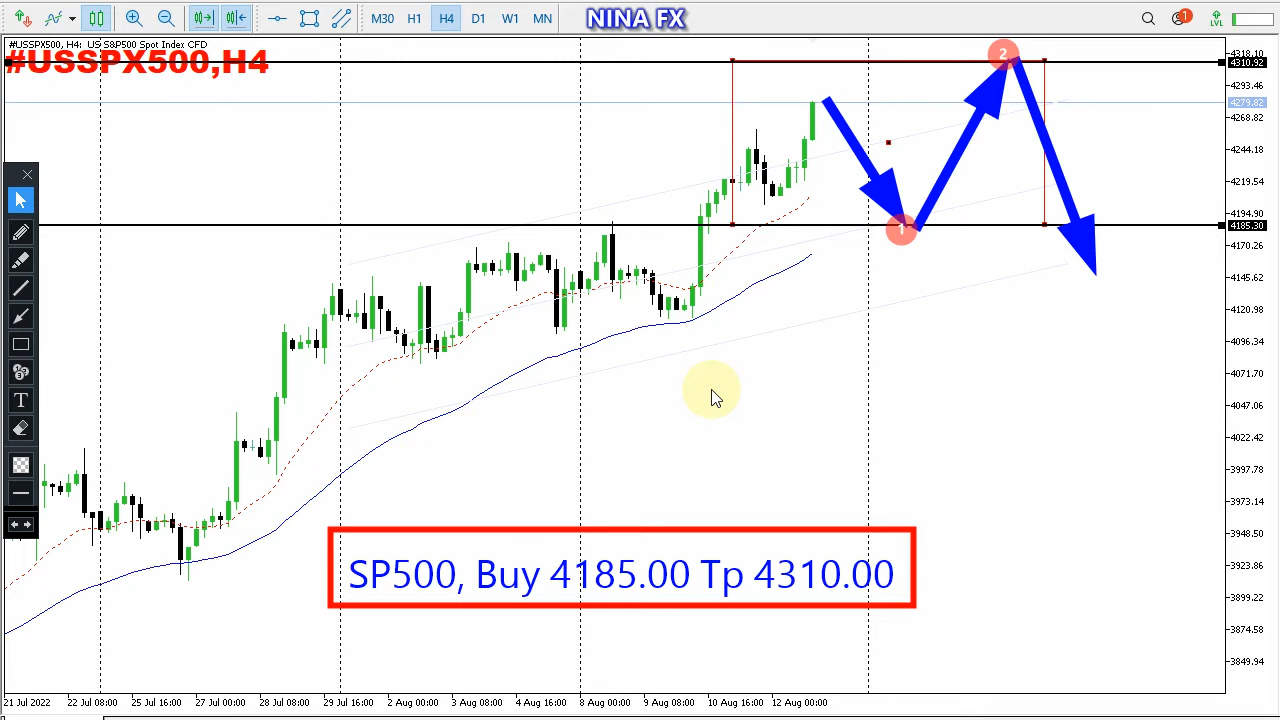 M30 H1 H4 D1 W1 MN
NINA FX
1
LVL
#USSPX500, H4: US S&P500 Spot Index CFD
#USSPX500,H4
2
1
4318.10
4310.92
4293.46
4279.82
4268.82
4244.18
4219.54
4194.90
4185.30
4170.26
4145.62
4120.98
4096.34
4071.70
4047.06
4022.42
3997.78
3973.14
3948.50
3923.86
3899.22
3874.58
3849.94
T
SP500, Buy 4185.00 Tp 4310.00
21 Jul 2022
22 Jul 08:00
25 Jul 16:00
27 Jul 00:00
28 Jul 08:00
29 Jul 16:00
2 Aug 00:00
3 Aug 08:00
4 Aug 16:00
8 Aug 00:00
9 Aug 08:00
10 Aug 16:00
12 Aug 00:00